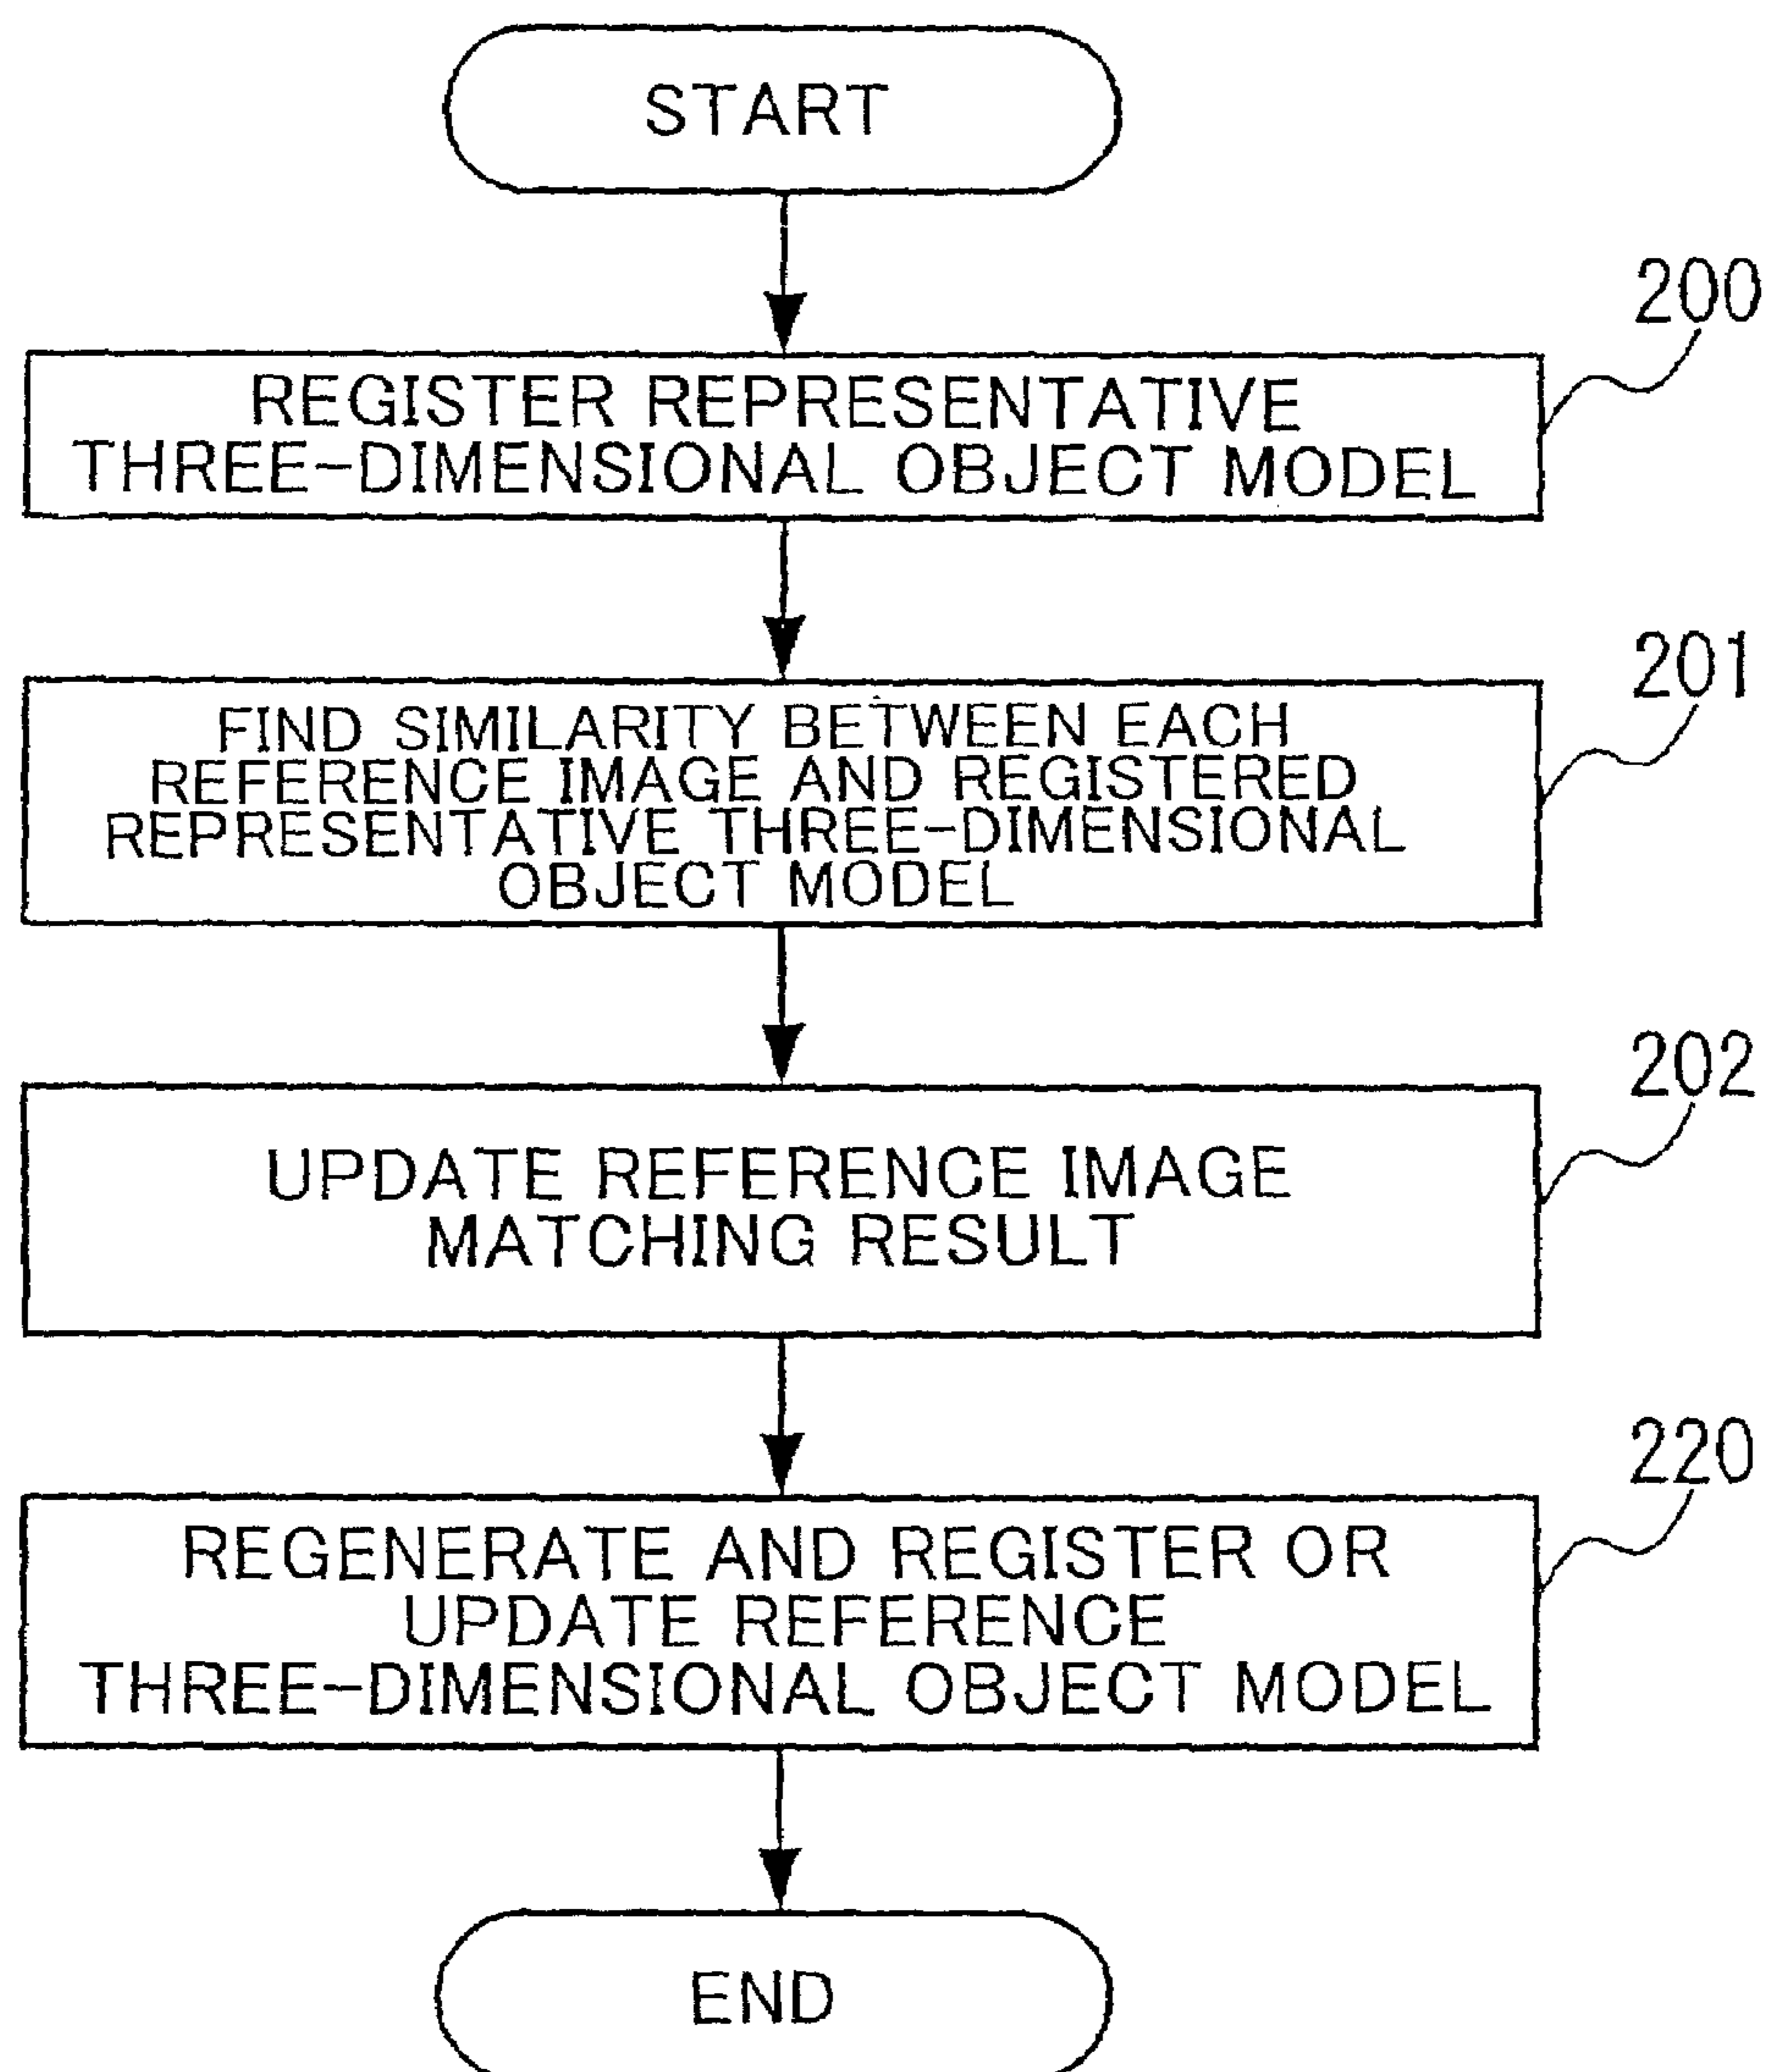 START
200
REGISTER REPRESENTATIVE
THREE-DIMENSIONAL OBJECT MODEL
201
FIND SIMILARITY BETWEEN EACH
REFERENCE IMAGE AND REGISTERED
REPRESENTATIVE THREE-DIMENSIONAL
OBJECT MODEL
202
UPDATE REFERENCE IMAGE
MATCHING RESULT
220
REGENERATE AND REGISTER OR
UPDATE REFERENCE
THREE-DIMENSIONAL OBJECT MODEL
END